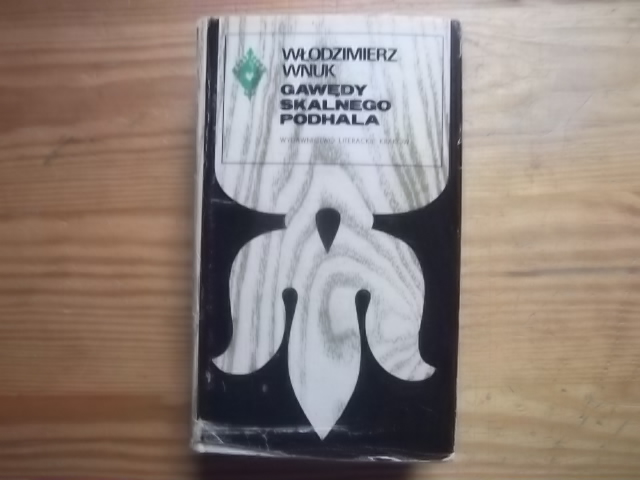 WŁODZIMIERZ
WNUK
GAWĘDY
SKALNEGO
PODHALA
WYDAWNICTWO LITERACKIE KRAKÓW